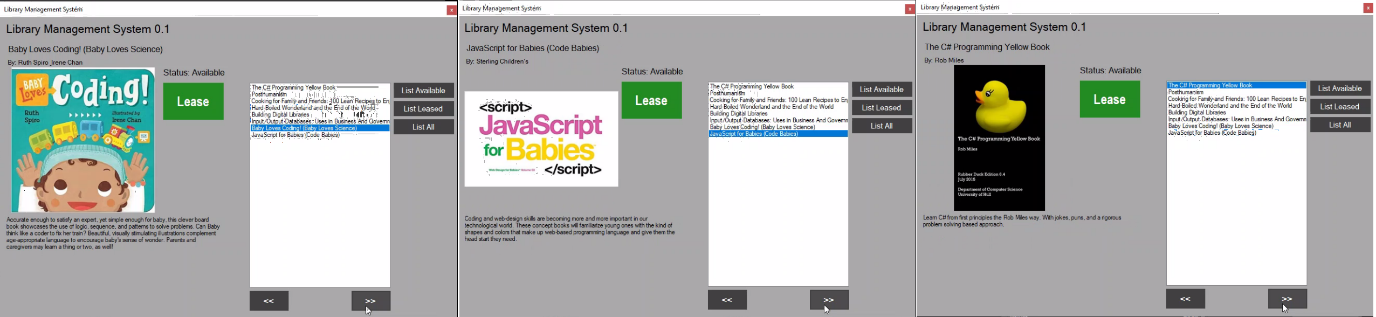 Library Management System
x
Library Management System 0.1
Baby Loves Coding! (Baby Loves Science)
By: Ruth Spiro ,Irene Chan
BABY
Loves
Coding!
Ruth
Spiro
Illustrated by
Irene Chan
Status: Available
Lease
The C# Programming Yellow Book
Posthumanism
Cooking for Family and Friends: 100 Lean Recipes to En
Hard Boiled Wonderland and the End of the World
Building Digital Libraries
Input/Output-Databases: Uses in Business And Governm
Baby Loves Coding! (Baby Loves Science)
JavaScript for Babies (Code Babies)
List Available
List Leased
List All
Accurate enough to satisfy an expert, yet simple enough for baby, this clever board
book showcases the use of logic, sequence, and patterns to solve problems. Can Baby
think like a coder to fix her train? Beautiful, visually stimulating illustrations complement
age-appropriate language to encourage baby's sense of wonder. Parents and
caregivers may learn a thing or two, as well!
<<
>>
Library Management System
x
Library Management System 0.1
JavaScript for Babies (Code Babies)
By: Sterling Children's
<script>
JavaScript
for Babies
</script>
Status: Available
Lease
The C# Programming Yellow Book
Posthumanism
Cooking for Family and Friends: 100 Lean Recipes to En
Hard Boiled Wonderland and the End of the World
Building Digital Libraries
Input/Output-Databases: Uses in Business And Governm
Baby Loves Coding! (Baby Loves Science)
JavaScript for Babies (Code Babies)
List Available
List Leased
List All
Coding and web-design skills are becoming more and more important in our
technological world. These concept books will familiarize young ones with the kind of
shapes and colors that make up web-based programming language and give them the
head start they need.
<<
>>
Library Management System
x
Library Management System 0.1
The C# Programming Yellow Book
By: Rob Miles
The C# Programming Yellow Book
Rob Miles
Rubber Duck Edition 8.4
July 2018
Department of Computer Science
University of Hull
Status: Available
Lease
The C# Programming Yellow Book
Posthumanism
Cooking for Family and Friends: 100 Lean Recipes to En
Hard Boiled Wonderland and the End of the World
Building Digital Libraries
Input/Output-Databases: Uses in Business And Governm
Baby Loves Coding! (Baby Loves Science)
JavaScript for Babies (Code Babies)
List Available
List Leased
List All
Learn C# from first principles the Rob Miles way. With jokes, puns, and a rigorous
problem solving based approach.
<<
>>